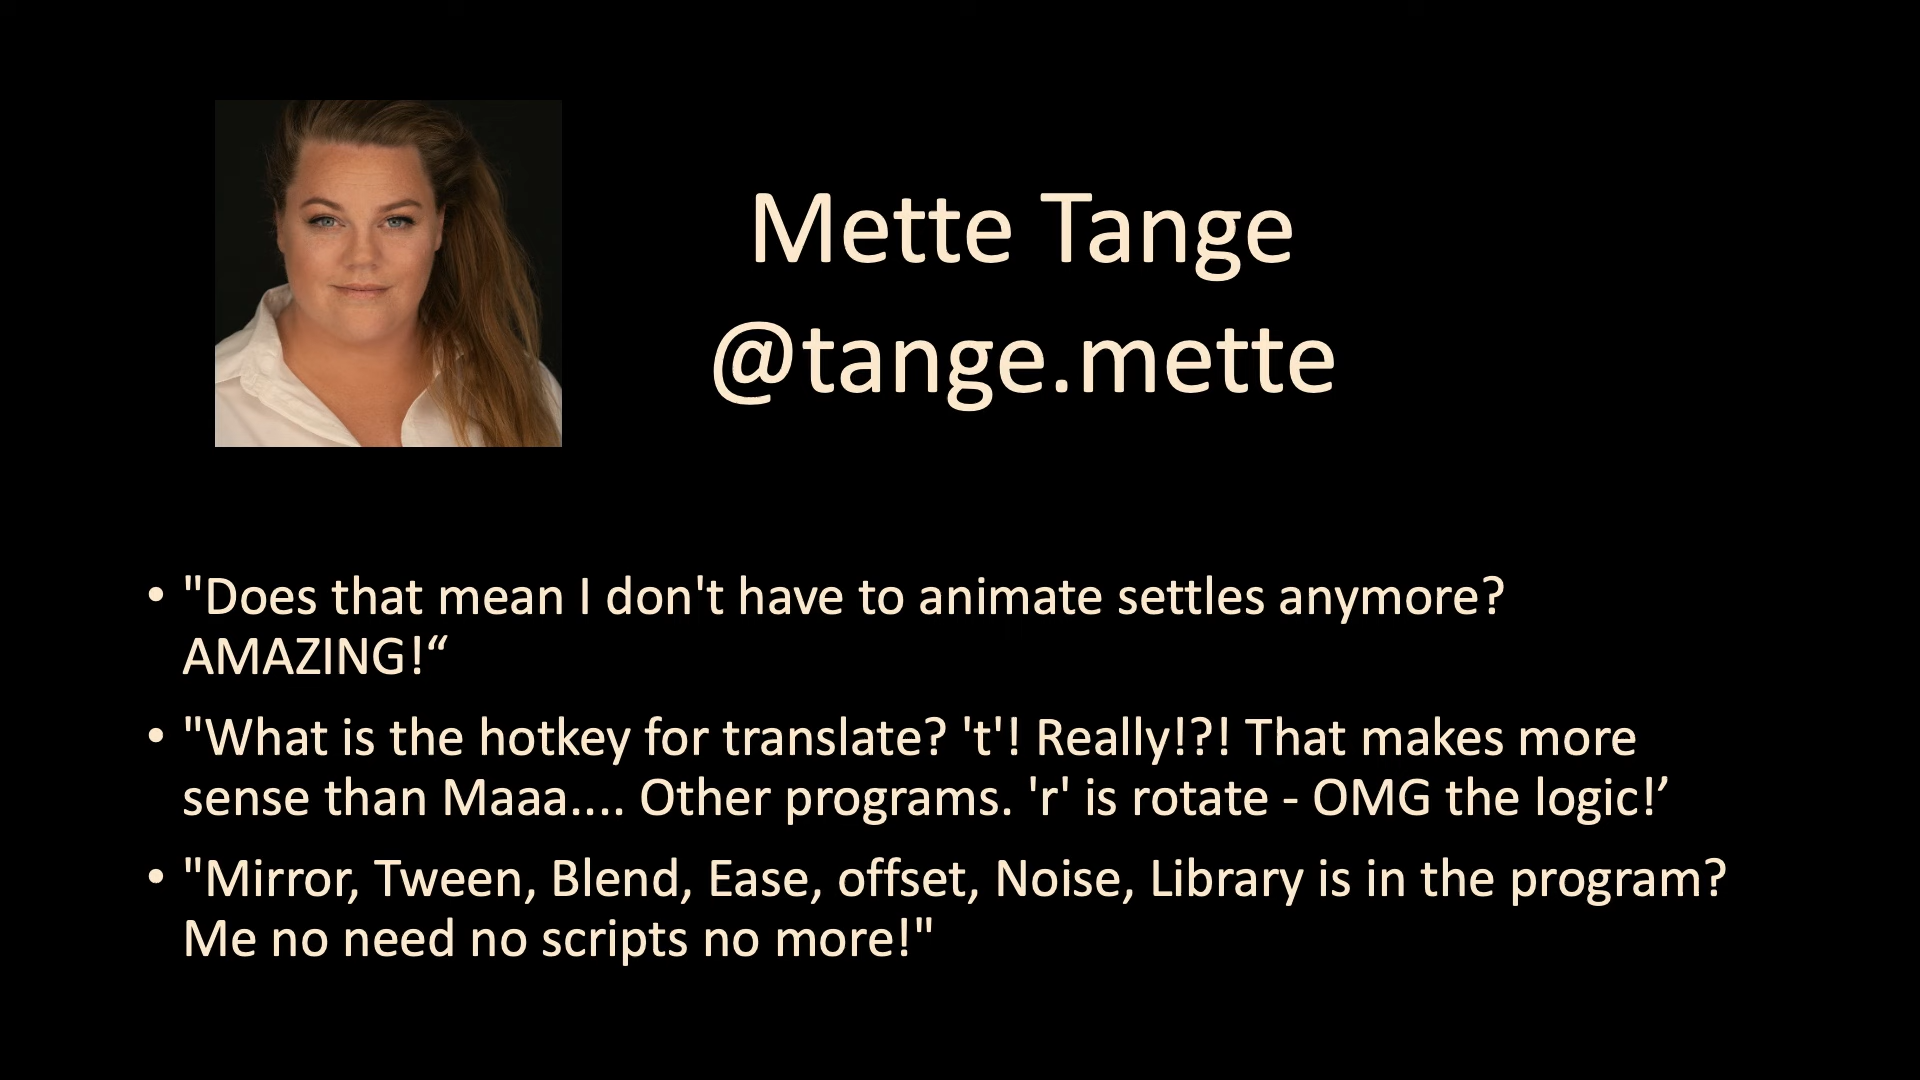 Mette Tange
@tange.mette
• "Does that mean I don't have to animate settles anymore?
AMAZING!“
• "What is the hotkey for translate? 't'! Really!?! That makes more
sense than Maaa.... Other programs. 'r' is rotate - OMG the logic!’
• "Mirror, Tween, Blend, Ease, offset, Noise, Library is in the program?
Me no need no scripts no more!"